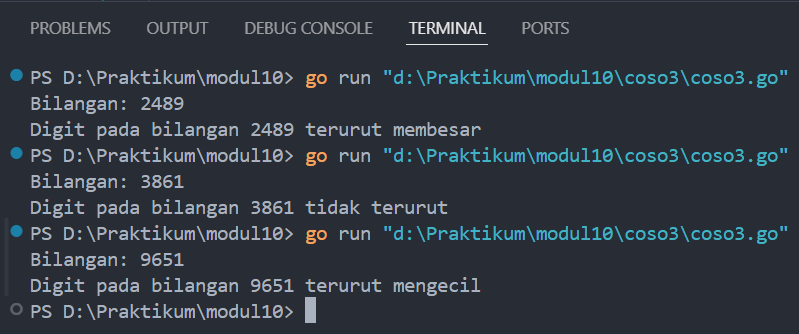 PROBLEMS OUTPUT DEBUG CONSOLE TERMINAL PORTS
PS D:\Praktikum\modul10> go run "d:\Praktikum\modul10\coso3\coso3.go"
Bilangan: 2489
Digit pada bilangan 2489 terurut membesar
PS D:\Praktikum\modul10> go run "d:\Praktikum\modul10\coso3\coso3.go"
Bilangan: 3861
Digit pada bilangan 3861 tidak terurut
PS D:\Praktikum\modul10> go run "d:\Praktikum\modul10\coso3\coso3.go"
Bilangan: 9651
Digit pada bilangan 9651 terurut mengecil
PS D:\Praktikum\modul10>